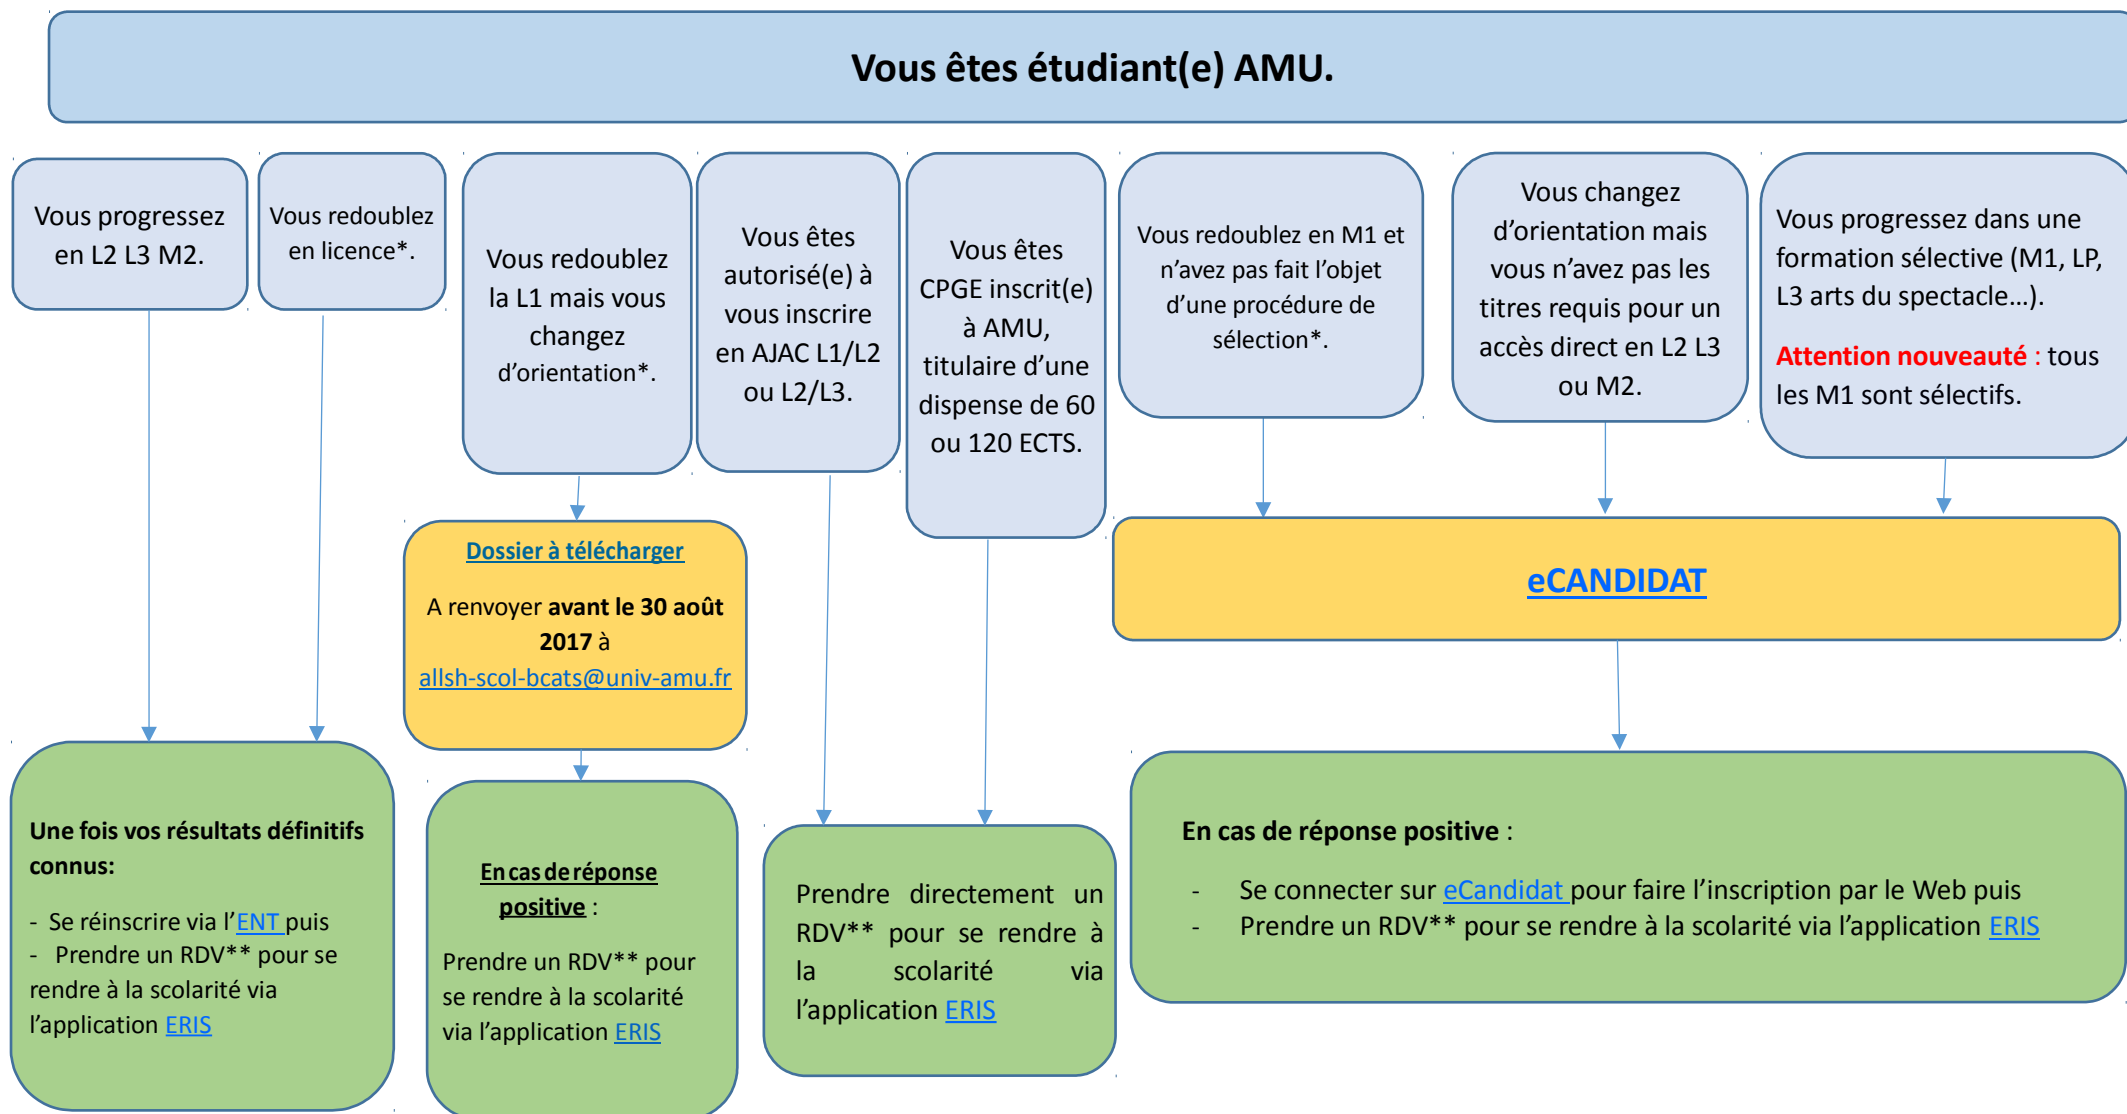 Vous êtes étudiant(e) AMU.
Vous progressez
en L2 L3 M2.
Vous redoublez
en licence*.
Vous redoublez
la L1 mais vous
changez
d’orientation*.
Vous êtes
autorisé(e) à
vous inscrire
en AJAC L1/L2
ou L2/L3.
Vous êtes
CPGE inscrit(e)
à AMU,
titulaire d’une
dispense de 60
ou 120 ECTS.
Vous redoublez en M1 et
n’avez pas fait l’objet
d’une procédure de
sélection*.
Vous changez
d’orientation mais
vous n’avez pas les
titres requis pour un
accès direct en L2 L3
ou M2.
Vous progressez dans une
formation sélective (M1, LP,
L3 arts du spectacle…).
Attention nouveauté : tous
les M1 sont sélectifs.
Dossier à télécharger
A renvoyer avant le 30 août
2017 à
allsh-scol-bcats@univ-amu.fr
eCANDIDAT
Une fois vos résultats définitifs
connus:
- Se réinscrire via l’ENT puis
- Prendre un RDV** pour se
rendre à la scolarité via
l’application ERIS
En cas de réponse
positive :
Prendre un RDV** pour
se rendre à la scolarité
via l’application ERIS
Prendre directement un
RDV** pour se rendre à
la scolarité via
l’application ERIS
En cas de réponse positive :
- Se connecter sur eCandidat pour faire l’inscription par le Web puis
- Prendre un RDV** pour se rendre à la scolarité via l’application ERIS